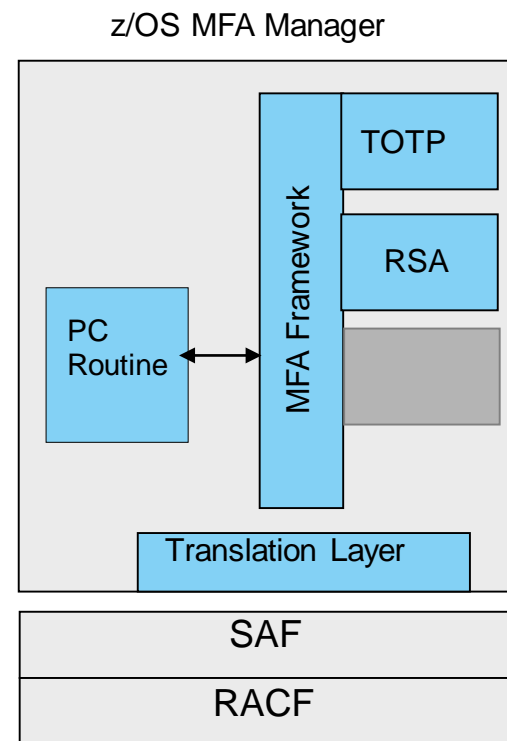 z/OS MFA Manager
TOTP
RSA
MFA Framework
PC
Routine
Translation Layer
SAF
RACF